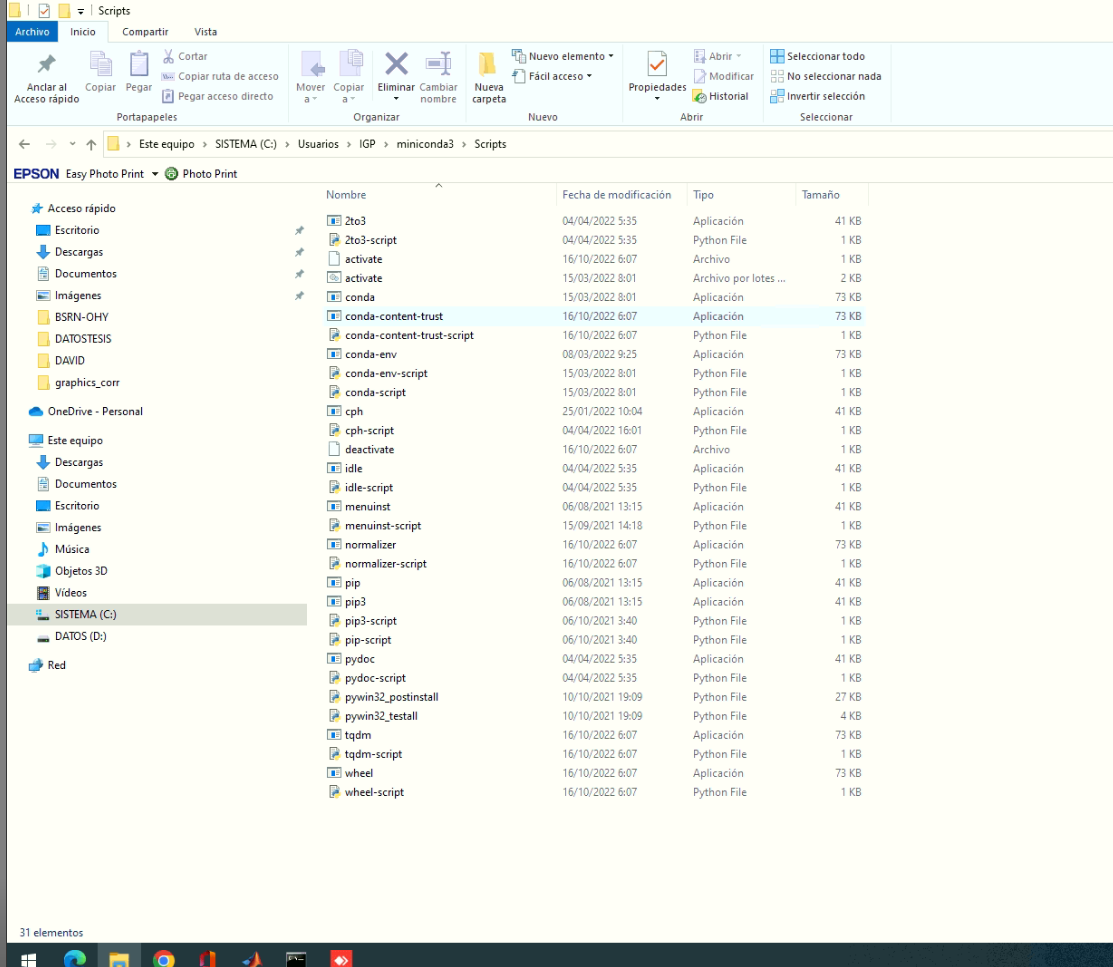 Scripts
Archivo Inicio Compartir Vista
Anclar al Acceso rápido
Copiar
Pegar
Cortar
Copiar ruta de acceso
Pegar acceso directo
Portapapeles
Mover a
Copiar a
Eliminar
Cambiar nombre
Organizar
Nueva carpeta
Nuevo elemento
Fácil acceso
Nuevo
Propiedades
Abrir
Modificar
Historial
Abrir
Seleccionar todo
No seleccionar nada
Invertir selección
Seleccionar
Este equipo > SISTEMA (C:) > Usuarios > IGP > miniconda3 > Scripts
EPSON Easy Photo Print Photo Print
Acceso rápido
Escritorio
Descargas
Documentos
Imágenes
BSRN-OHY
DATOSTESIS
DAVID
graphics_corr
OneDrive - Personal
Este equipo
Descargas
Documentos
Escritorio
Imágenes
Música
Objetos 3D
Vídeos
SISTEMA (C:)
DATOS (D:)
Red
Nombre Fecha de modificación Tipo Tamaño
2to3 04/04/2022 5:35 Aplicación 41 KB
2to3-script 04/04/2022 5:35 Python File 1 KB
activate 16/10/2022 6:07 Archivo 1 KB
activate 15/03/2022 8:01 Archivo por lotes ... 2 KB
conda 15/03/2022 8:01 Aplicación 73 KB
conda-content-trust 16/10/2022 6:07 Aplicación 73 KB
conda-content-trust-script 16/10/2022 6:07 Python File 1 KB
conda-env 08/03/2022 9:25 Aplicación 73 KB
conda-env-script 15/03/2022 8:01 Python File 1 KB
conda-script 15/03/2022 8:01 Python File 1 KB
cph 25/01/2022 10:04 Aplicación 41 KB
cph-script 04/04/2022 16:01 Python File 1 KB
deactivate 16/10/2022 6:07 Archivo 1 KB
idle 04/04/2022 5:35 Aplicación 41 KB
idle-script 04/04/2022 5:35 Python File 1 KB
menuinst 06/08/2021 13:15 Aplicación 41 KB
menuinst-script 15/09/2021 14:18 Python File 1 KB
normalizer 16/10/2022 6:07 Aplicación 73 KB
normalizer-script 16/10/2022 6:07 Python File 1 KB
pip 06/08/2021 13:15 Aplicación 41 KB
pip3 06/08/2021 13:15 Aplicación 41 KB
pip3-script 06/10/2021 3:40 Python File 1 KB
pip-script 06/10/2021 3:40 Python File 1 KB
pydoc 04/04/2022 5:35 Aplicación 41 KB
pydoc-script 04/04/2022 5:35 Python File 1 KB
pywin32_postinstall 10/10/2021 19:09 Python File 27 KB
pywin32_testall 10/10/2021 19:09 Python File 4 KB
tqdm 16/10/2022 6:07 Aplicación 73 KB
tqdm-script 16/10/2022 6:07 Python File 1 KB
wheel 16/10/2022 6:07 Aplicación 73 KB
wheel-script 16/10/2022 6:07 Python File 1 KB
31 elementos